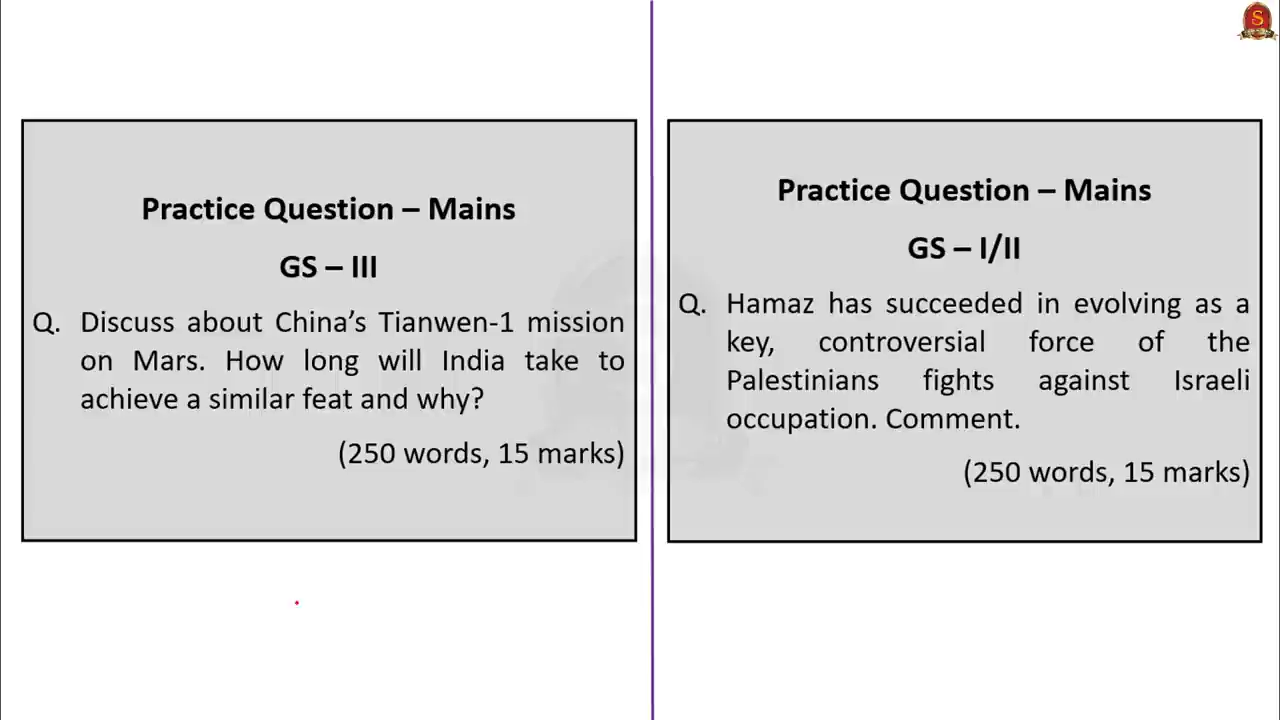 S
Practice Question – Mains
GS – III
Q. Discuss about China’s Tianwen-1 mission
on Mars. How long will India take to
achieve a similar feat and why?
(250 words, 15 marks)
Practice Question – Mains
GS – I/II
Q. Hamaz has succeeded in evolving as a
key, controversial force of the
Palestinians fights against Israeli
occupation. Comment.
(250 words, 15 marks)